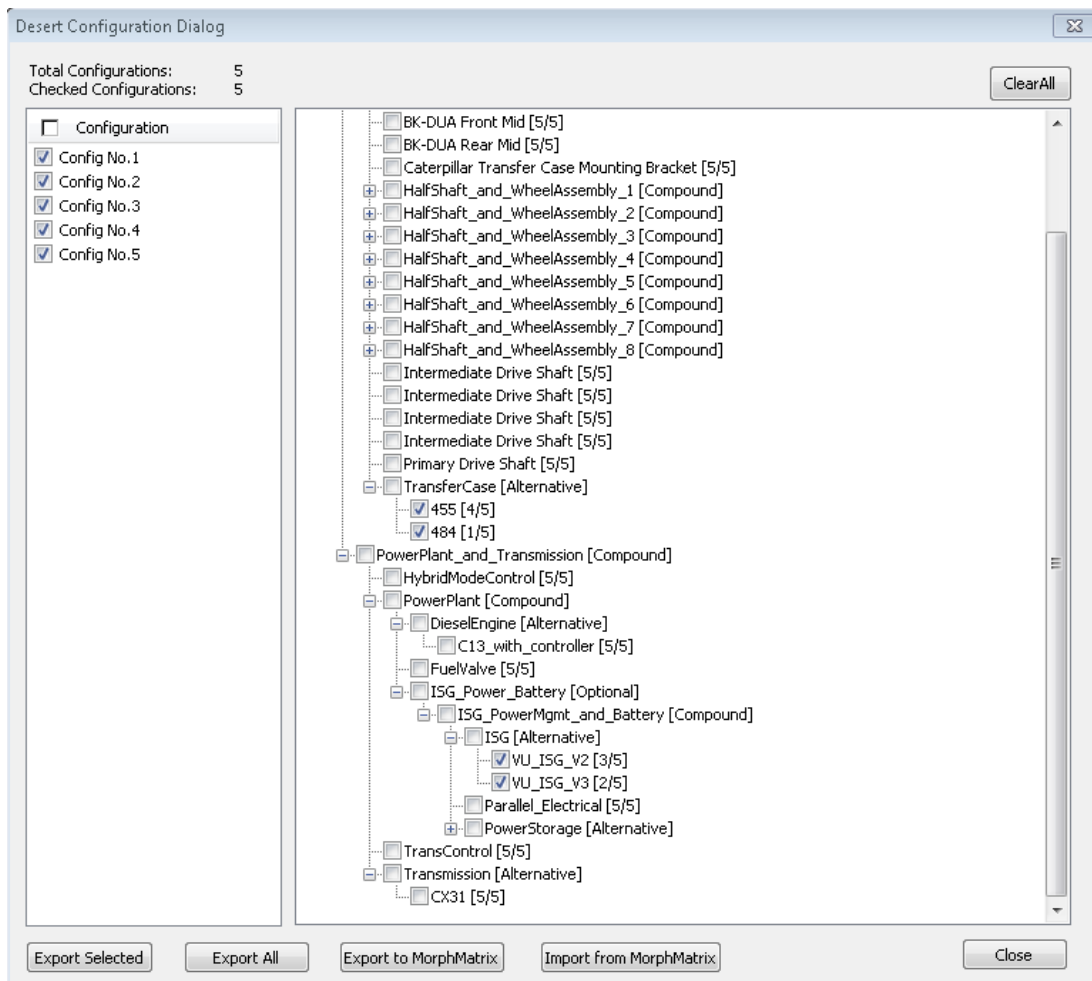 Desert Configuration Dialog
Total Configurations: 5
Checked Configurations: 5
ClearAll
Configuration
Config No.1
Config No.2
Config No.3
Config No.4
Config No.5
BK-DUA Front Mid [5/5]
BK-DUA Rear Mid [5/5]
Caterpillar Transfer Case Mounting Bracket [5/5]
HalfShaft_and_WheelAssembly_1 [Compound]
HalfShaft_and_WheelAssembly_2 [Compound]
HalfShaft_and_WheelAssembly_3 [Compound]
HalfShaft_and_WheelAssembly_4 [Compound]
HalfShaft_and_WheelAssembly_5 [Compound]
HalfShaft_and_WheelAssembly_6 [Compound]
HalfShaft_and_WheelAssembly_7 [Compound]
HalfShaft_and_WheelAssembly_8 [Compound]
Intermediate Drive Shaft [5/5]
Intermediate Drive Shaft [5/5]
Intermediate Drive Shaft [5/5]
Intermediate Drive Shaft [5/5]
Primary Drive Shaft [5/5]
TransferCase [Alternative]
455 [4/5]
484 [1/5]
PowerPlant_and_Transmission [Compound]
HybridModeControl [5/5]
PowerPlant [Compound]
DieselEngine [Alternative]
C13_with_controller [5/5]
FuelValve [5/5]
ISG_Power_Battery [Optional]
ISG_PowerMgmt_and_Battery [Compound]
ISG [Alternative]
VU_ISG_V2 [3/5]
VU_ISG_V3 [2/5]
Parallel_Electrical [5/5]
PowerStorage [Alternative]
TransControl [5/5]
Transmission [Alternative]
CX31 [5/5]
Export Selected
Export All
Export to MorphMatrix
Import from MorphMatrix
Close